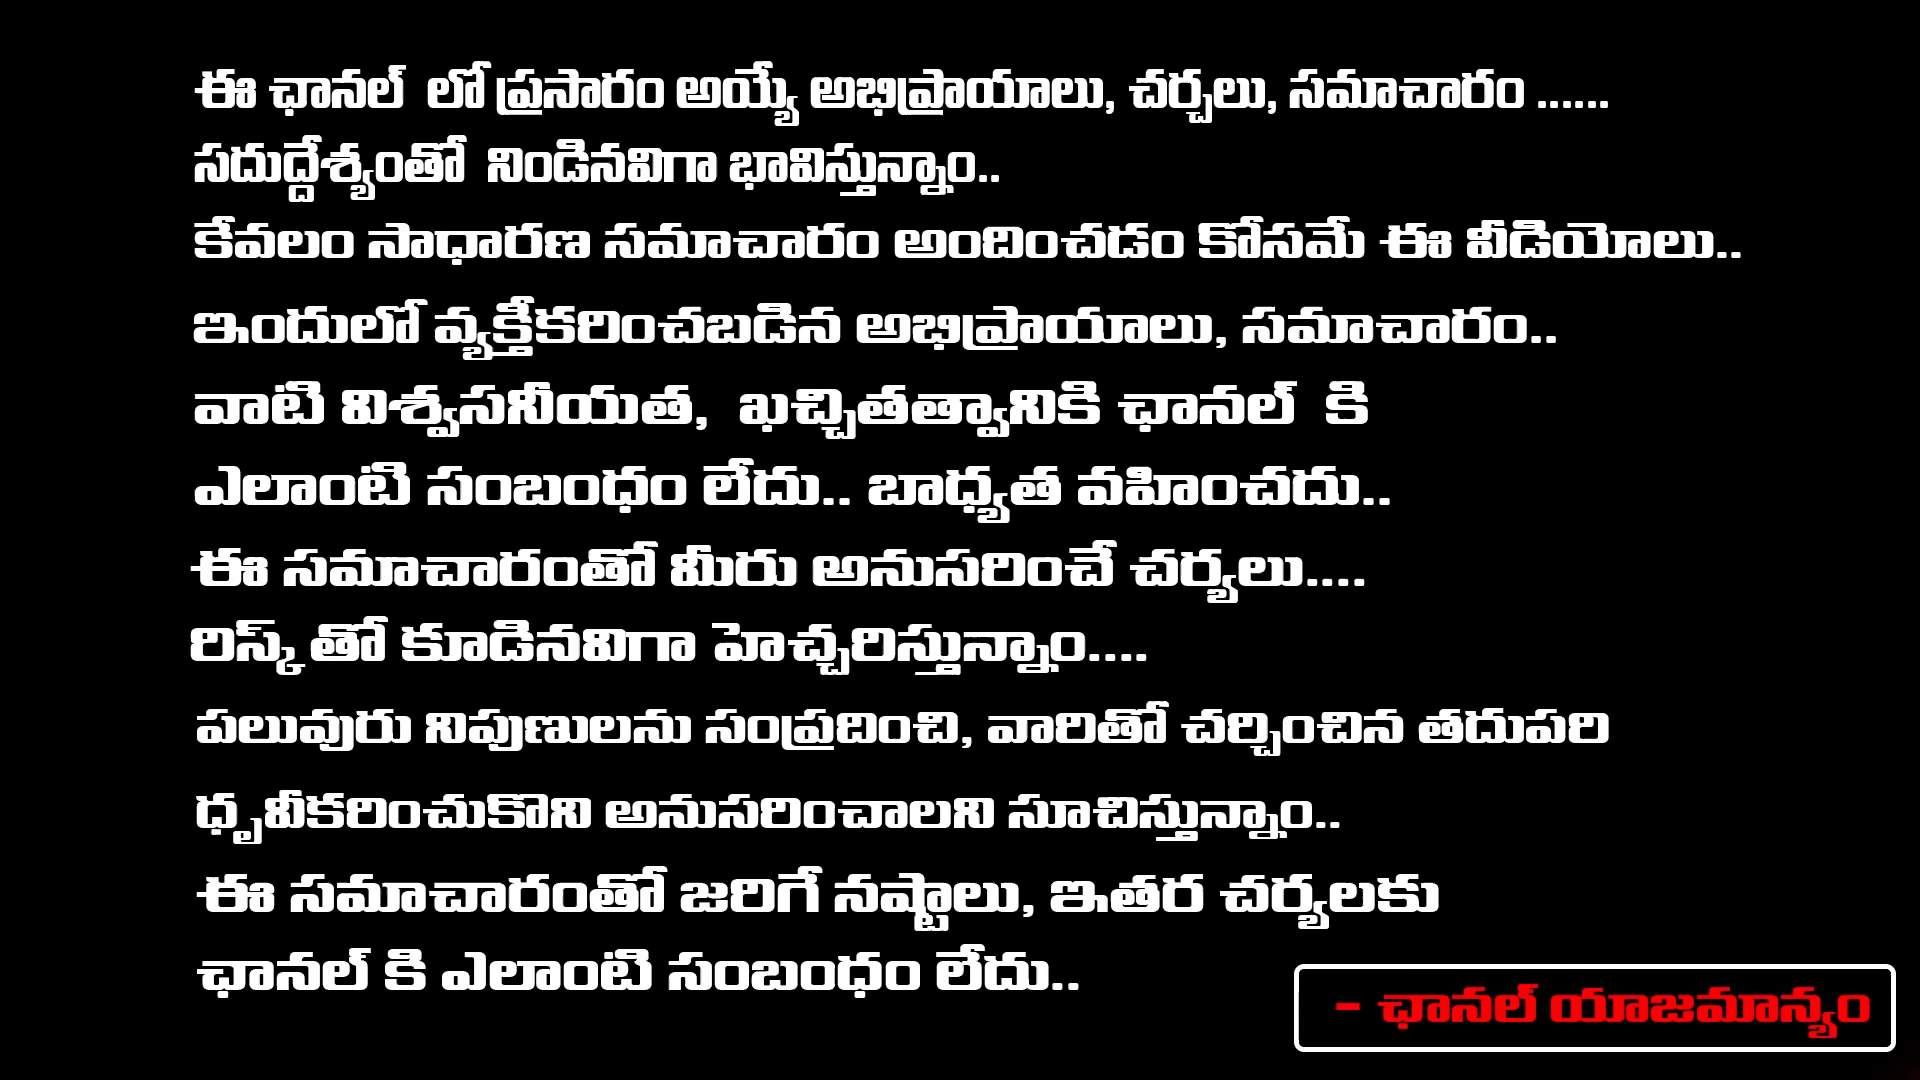 ఈ ఛానల్ లో ప్రసారం అయ్యే అభిప్రాయాలు, చర్చలు, సమాచారం ......
సదుద్దేశ్యంతో నిండినవిగా భావిస్తున్నాం..
కేవలం సాధారణ సమాచారం అందించడం కోసమే ఈ వీడియోలు..
ఇందులో వ్యక్తీకరించబడిన అభిప్రాయాలు, సమాచారం..
వాటి విశ్వసనీయత, ఖచ్చితత్వానికి ఛానల్ కి
ఎలాంటి సంబంధం లేదు.. బాధ్యత వహించదు..
ఈ సమాచారంతో మీరు అనుసరించే చర్యలు....
రిస్క్ తో కూడినవిగా హెచ్చరిస్తున్నాం....
పలువురు నిపుణులను సంప్రదించి, వారితో చర్చించిన తదుపరి
ధృవీకరించుకొని అనుసరించాలని సూచిస్తున్నాం..
ఈ సమాచారంతో జరిగే నష్టాలు, ఇతర చర్యలకు
ఛానల్ కి ఎలాంటి సంబంధం లేదు..
- ఛానల్ యాజమాన్యం